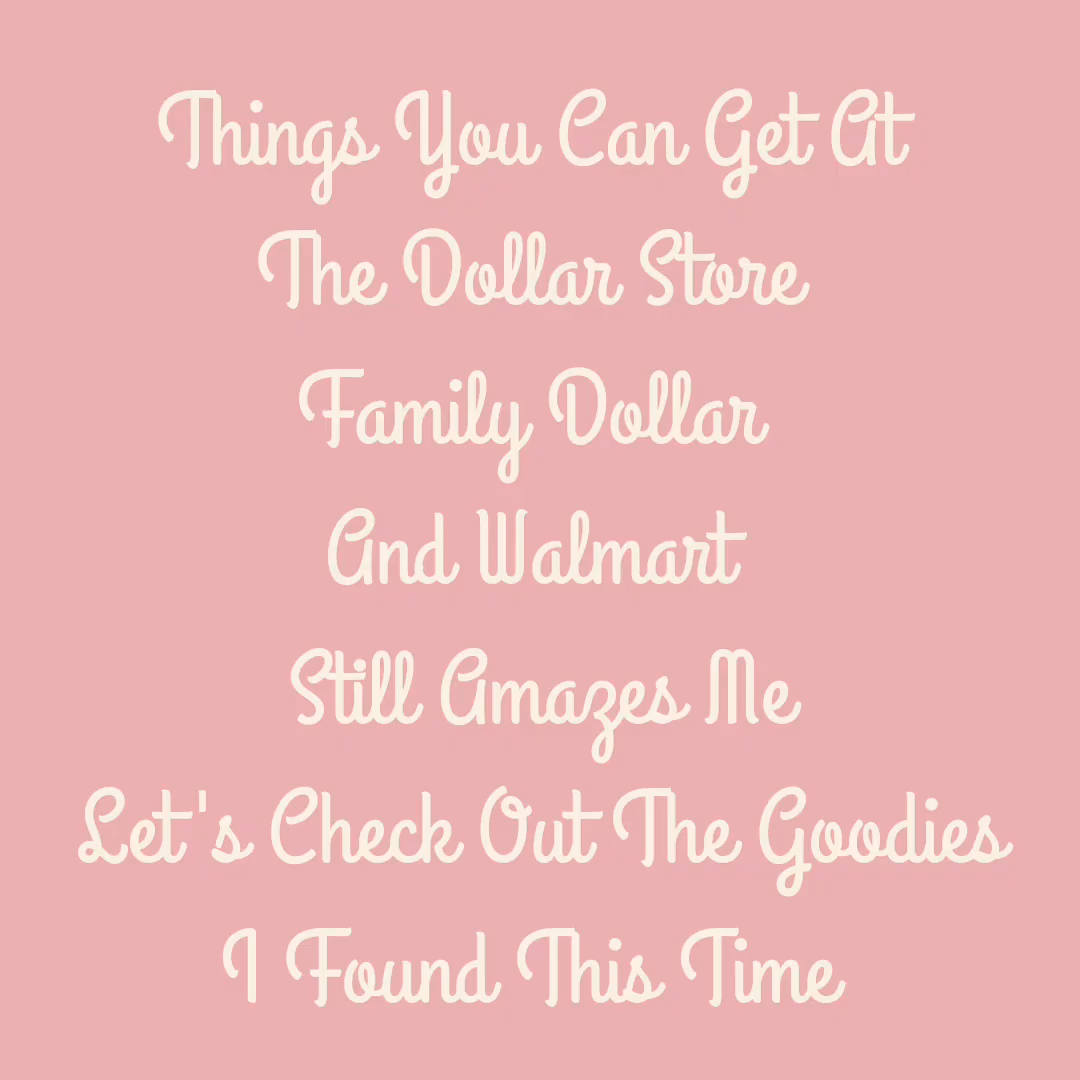 Things You Can Get At
The Dollar Store
Family Dollar
And Walmart
Still Amazes Me
Let's Check Out The Goodies
I Found This Time